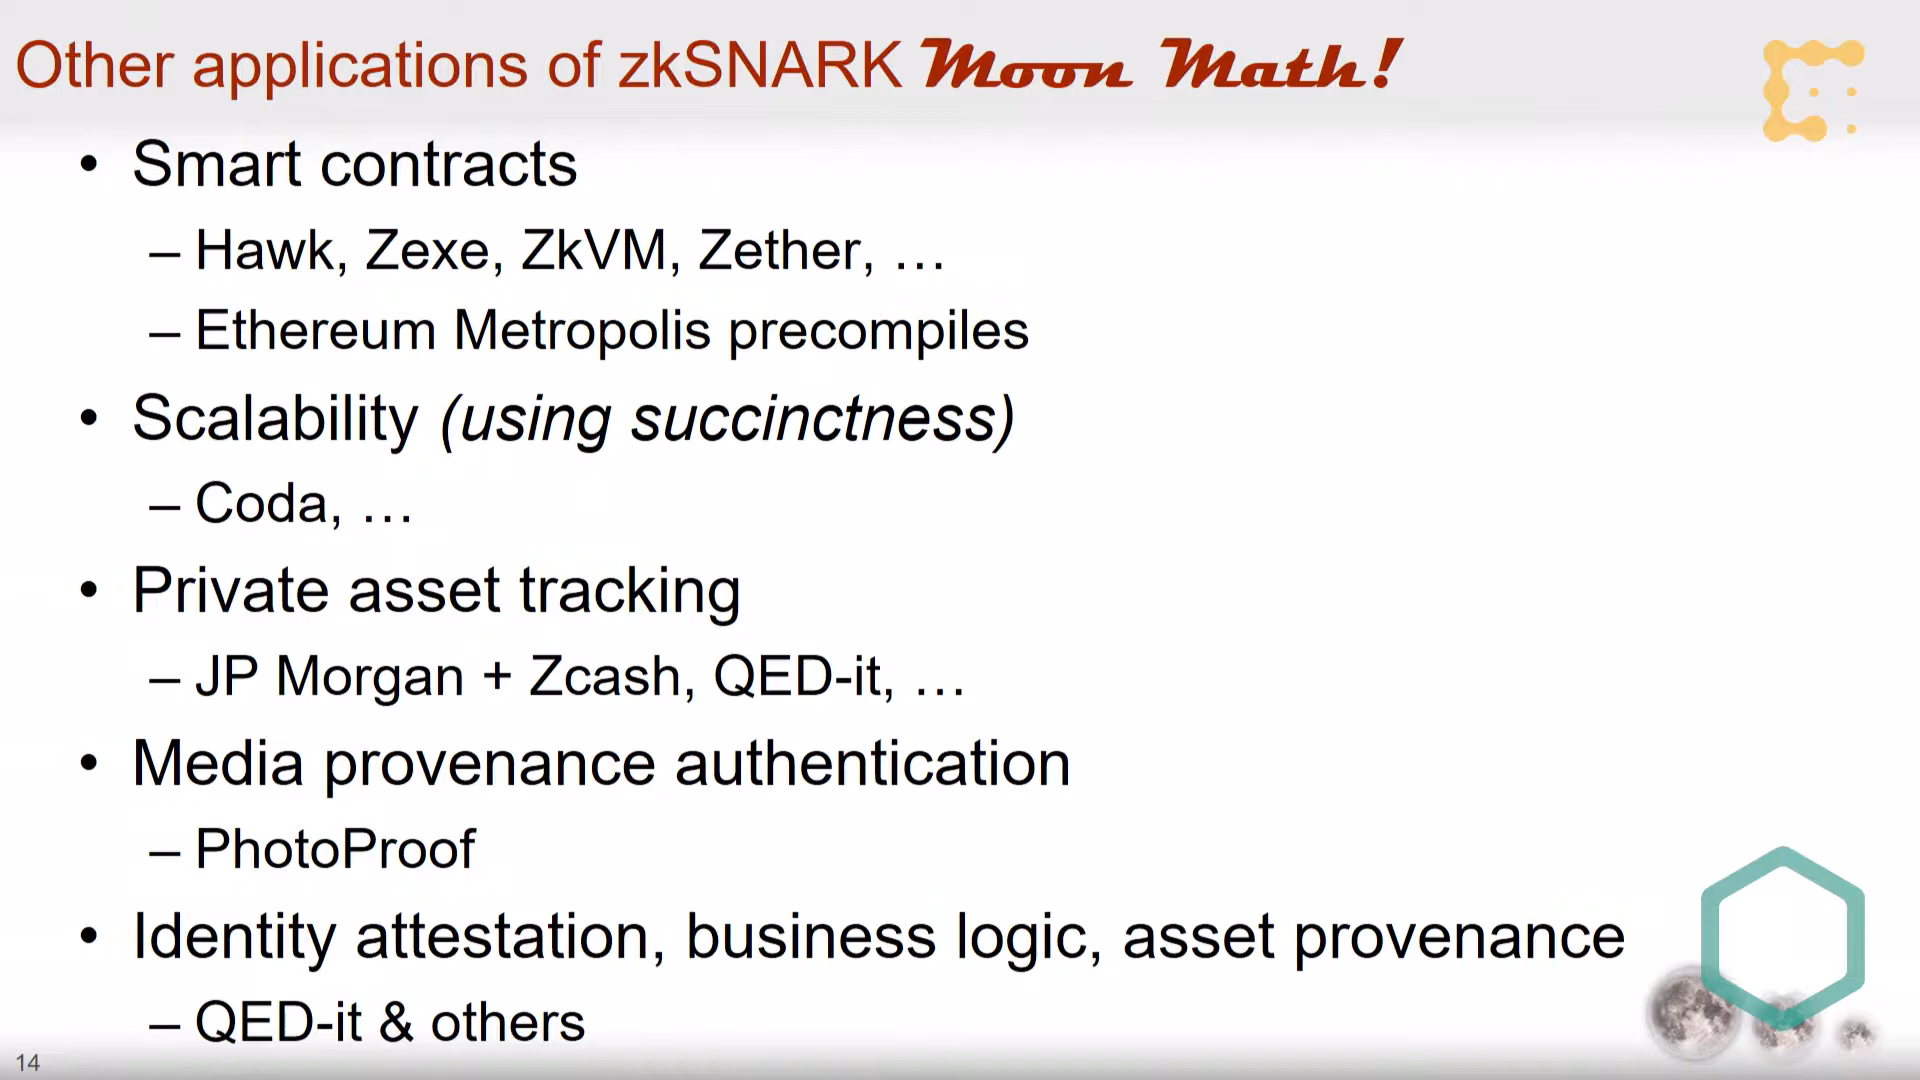 Other applications of zkSNARK Moon Math!
• Smart contracts
– Hawk, Zexe, ZkVM, Zether, …
– Ethereum Metropolis precompiles
• Scalability (using succinctness)
– Coda, …
• Private asset tracking
– JP Morgan + Zcash, QED-it, …
• Media provenance authentication
– PhotoProof
• Identity attestation, business logic, asset provenance
– QED-it & others
14